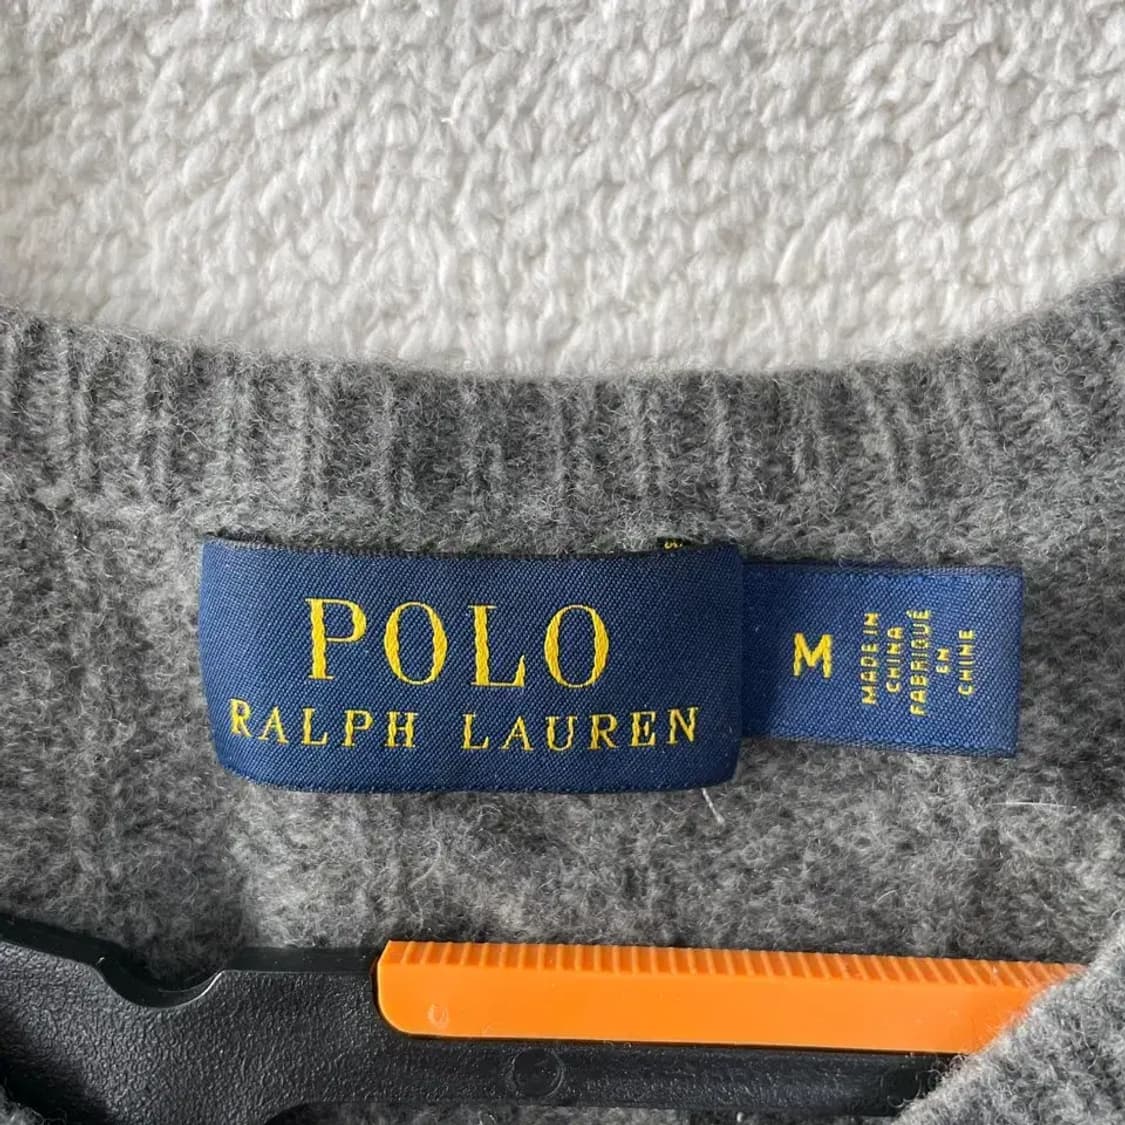 POLO
RALPH LAUREN
M
MADE IN
CHINA
FABRIQUÉ
EN
CHINE